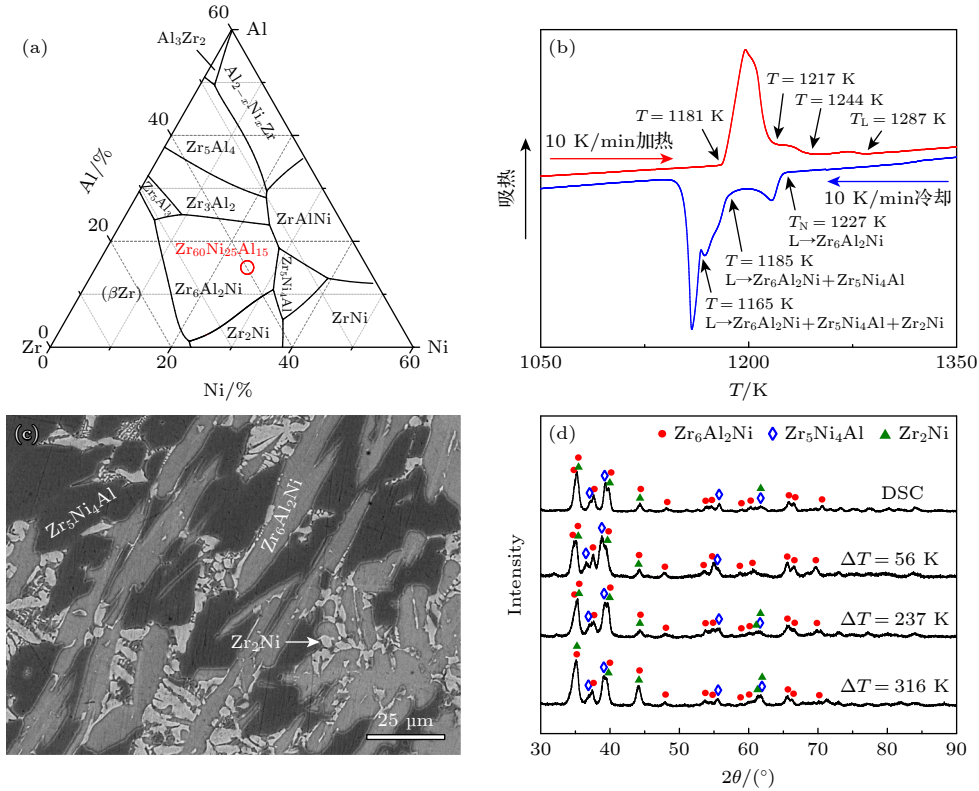 (a)
60
Al
Al₃Zr₂
Al₂₋ₓNiₓZr
40
Zr₅Al₄
Al/%
Zr₅Al₃
Zr₃Al₂
ZrAlNi
20
Zr₆₀Ni₂₅Al₁₅
Zr₅Ni₄Al
(βZr)
Zr₆Al₂Ni
ZrNi
Zr₂Ni
0
Zr
Ni
0
20
40
60
Ni/%
(b)
T = 1217 K
T = 1244 K
T = 1181 K
T_L = 1287 K
10 K/min加热
吸热
10 K/min冷却
T_N = 1227 K
L→Zr₆Al₂Ni
T = 1185 K
L→Zr₆Al₂Ni+Zr₅Ni₄Al
T = 1165 K
L→Zr₆Al₂Ni+Zr₅Ni₄Al+Zr₂Ni
1050
1200
1350
T/K
(c)
Zr₅Ni₄Al
Zr₆Al₂Ni
Zr₂Ni
25 μm
(d)
Zr₆Al₂Ni
Zr₅Ni₄Al
Zr₂Ni
DSC
ΔT = 56 K
ΔT = 237 K
ΔT = 316 K
Intensity
30
40
50
60
70
80
90
2θ/(°)